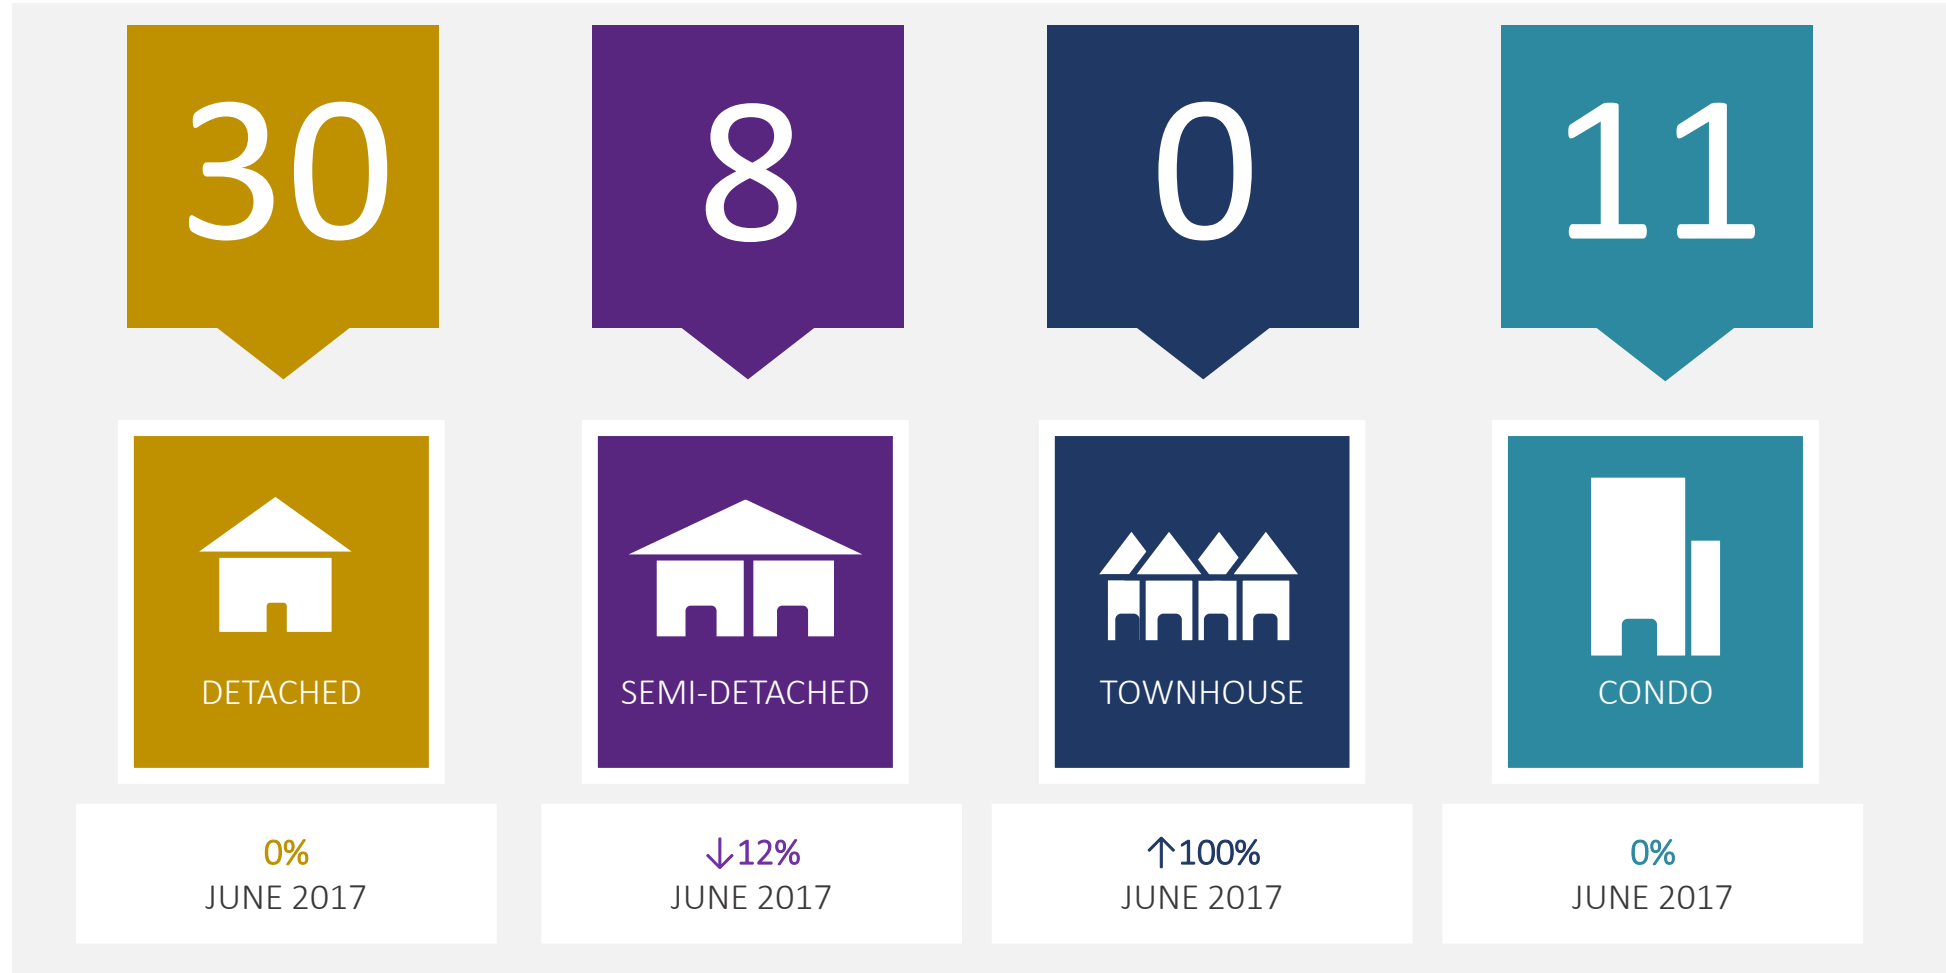 30
8
0
11
DETACHED
SEMI-DETACHED
TOWNHOUSE
CONDO
0%
JUNE 2017
↓12%
JUNE 2017
↑100%
JUNE 2017
0%
JUNE 2017